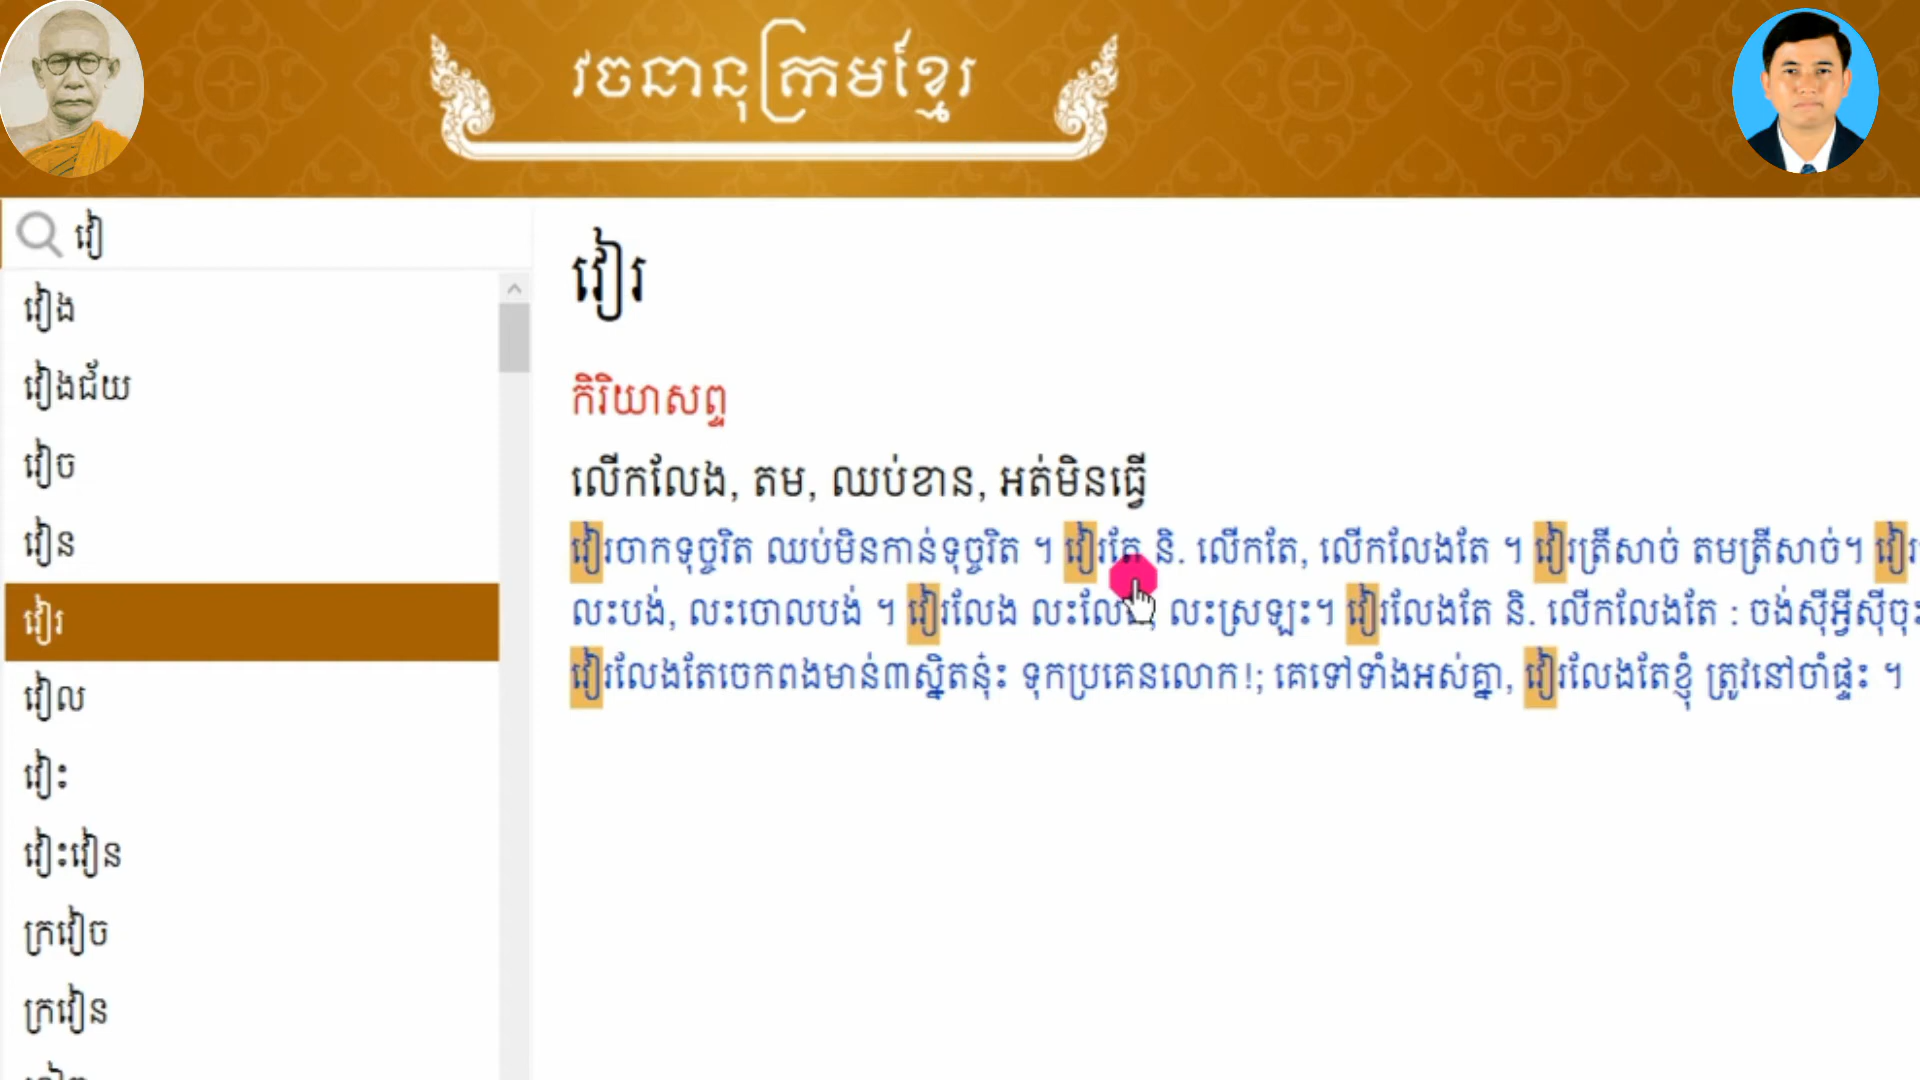 វចនានុក្រមខ្មែរ
វៀ
វៀង
វៀងជ័យ
វៀច
វៀន
វៀរ
វៀល
វៀះ
វៀះវៀន
ក្រវៀច
ក្រវៀន
វៀរ
កិរិយាសព្ទ
លើកលែង, តម, ឈប់ខាន, អត់មិនធ្វើ
វៀរចាកទុច្ចរិត ឈប់មិនកាន់ទុច្ចរិត ។ វៀរតែ និ. លើកតែ, លើកលែងតែ ។ វៀរត្រីសាច់ តមត្រីសាច់។ វៀរ
លះបង់, លះចោលបង់ ។ វៀរលែង លះលែង, លះស្រឡះ។ វៀរលែងតែ និ. លើកលែងតែ : ចង់ស៊ីអ្វីស៊ីចុះ
វៀរលែងតែចេកពងមាន់៣ស្និតនុ៎ះ ទុកប្រគេនលោក!; គេទៅទាំងអស់គ្នា, វៀរលែងតែខ្ញុំ ត្រូវនៅចាំផ្ទះ ។